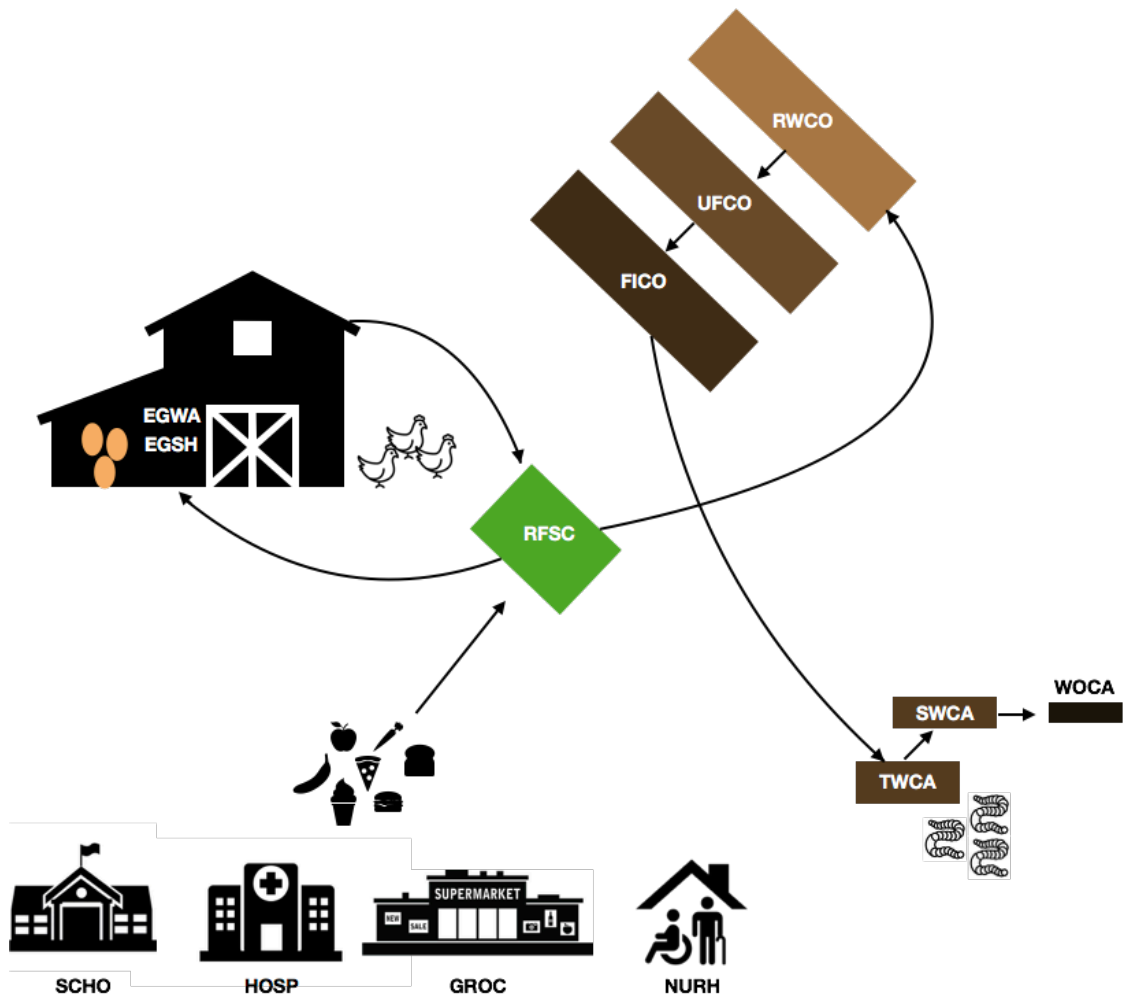 RWCO
UFCO
FICO
EGWA
EGSH
RFSC
WOCA
SWCA
TWCA
SUPERMARKET
NEW
SALE
SCHO
HOSP
GROC
NURH